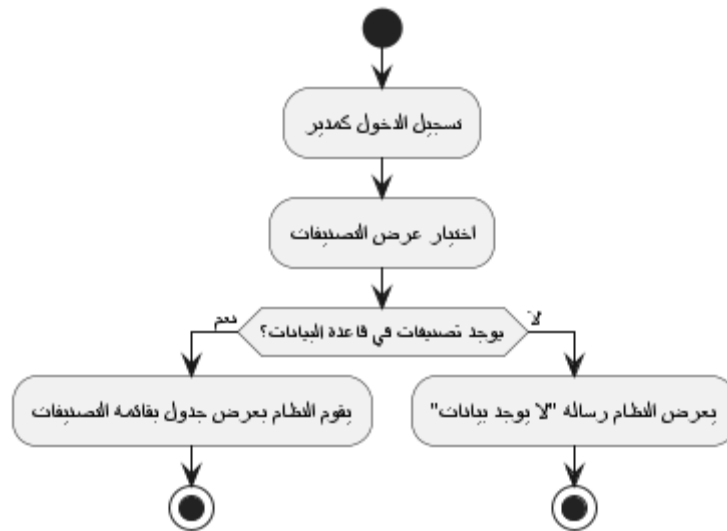 تسجيل الدخول كمدير
اختيار عرض التصنيفات
يوجد تصنيفات في قاعدة البيانات؟
نعم
لا
يقوم النظام بعرض جدول بقائمة التصنيفات
يعرض النظام رسالة "لا يوجد بيانات"